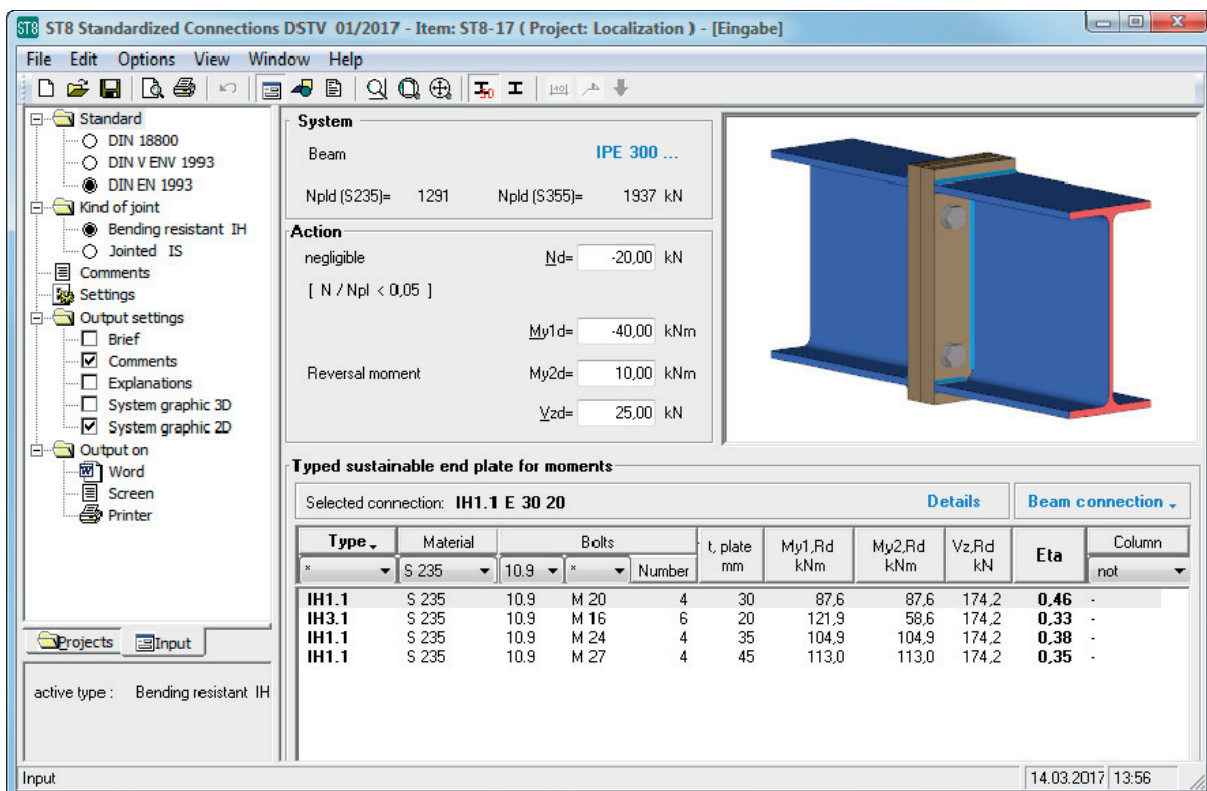 ST8 ST8 Standardized Connections DSTV 01/2017 - Item: ST8-17 ( Project: Localization ) - [Eingabe]
File Edit Options View Window Help
Standard
DIN 18800
DIN V ENV 1993
DIN EN 1993
Kind of joint
Bending resistant IH
Jointed IS
Comments
Settings
Output settings
Brief
Comments
Explanations
System graphic 3D
System graphic 2D
Output on
Word
Screen
Printer
Projects Input
active type : Bending resistant IH
System
Beam IPE 300 ...
Npld (S235)= 1291 Npld (S355)= 1937 kN
Action
negligible Nd= -20,00 kN
[ N / Npl < 0,05 ]
My1d= -40,00 kNm
Reversal moment My2d= 10,00 kNm
Vzd= 25,00 kN
Typed sustainable end plate for moments
Selected connection: IH1.1 E 30 20 Details Beam connection
Type Material Bolts t, plate mm My1,Rd kNm My2,Rd kNm Vz,Rd kN Eta Column
* S 235 10.9 * Number not
IH1.1 S 235 10.9 M 20 4 30 87,6 87,6 174,2 0,46 -
IH3.1 S 235 10.9 M 16 6 20 121,9 58,6 174,2 0,33 -
IH1.1 S 235 10.9 M 24 4 35 104,9 104,9 174,2 0,38 -
IH1.1 S 235 10.9 M 27 4 45 113,0 113,0 174,2 0,35 -
Input 14.03.2017 13:56